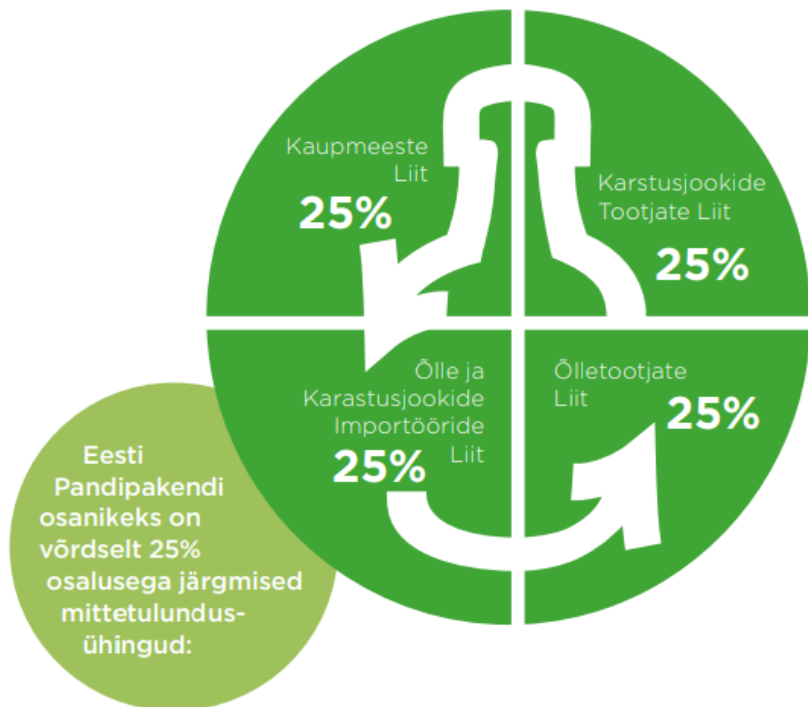 Kaupmeeste
Liit
25%
Karstusjookide
Tootjate Liit
25%
Õlle ja
Karastusjookide
Importööride
Liit
25%
Õlletootjate
Liit
25%
Eesti
Pandipakendi
osanikeks on
võrdselt 25%
osalusega järgmised
mittetulundus-
ühingud: